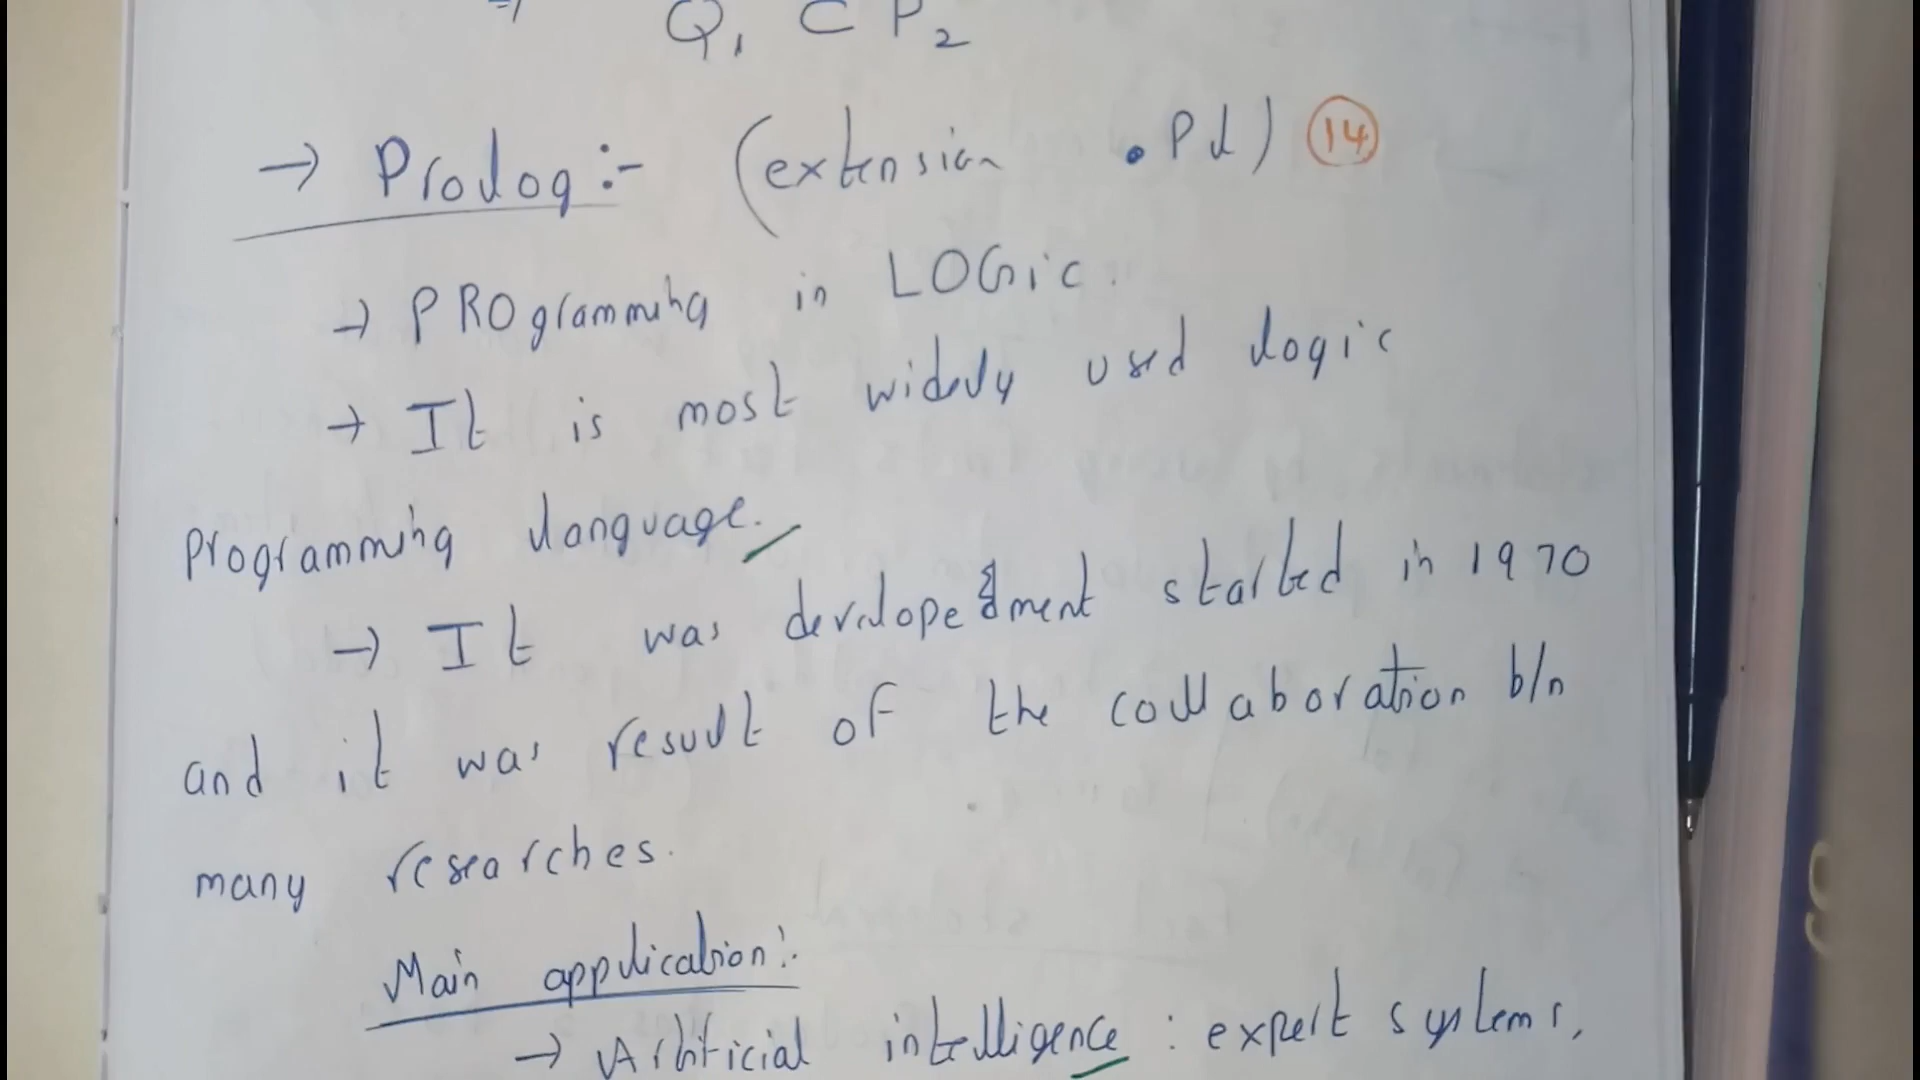 Q1 ⊂ P2
→ Prolog :- (extension .Pl) 14
→ PROgramming in LOGic.
→ It is most widely used logic
programming language.
→ It was developement started in 1970
and it was result of the collaboration b/n
many researches.
Main application:-
→ Artificial intelligence : expert systems,